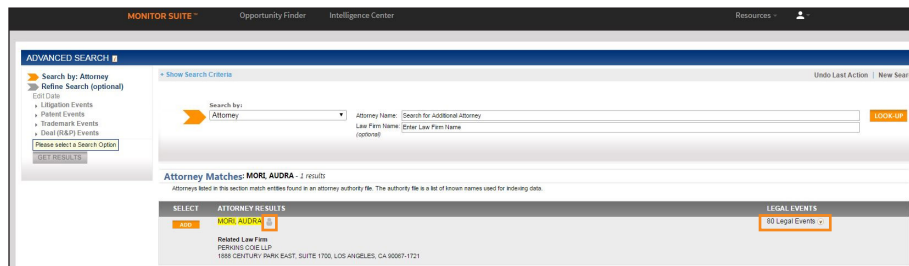 MONITOR SUITE™ Opportunity Finder Intelligence Center Resources
ADVANCED SEARCH
Search by: Attorney
Refine Search (optional)
Edit Date
Litigation Events
Patent Events
Trademark Events
Deal (R&P) Events
Please select a Search Option
GET RESULTS
+ Show Search Criteria Undo Last Action | New Sear
Search by:
Attorney
Attorney Name: Search for Additional Attorney
LOOK-UP
Law Firm Name: Enter Law Firm Name
(optional)
Attorney Matches: MORI, AUDRA - 1 results
Attorneys listed in this section match entities found in an attorney authority file. The authority file is a list of known names used for indexing data.
SELECT ATTORNEY RESULTS LEGAL EVENTS
ADD MORI, AUDRA 80 Legal Events
Related Law Firm
PERKINS COIE LLP
1888 CENTURY PARK EAST, SUITE 1700, LOS ANGELES, CA 90067-1721